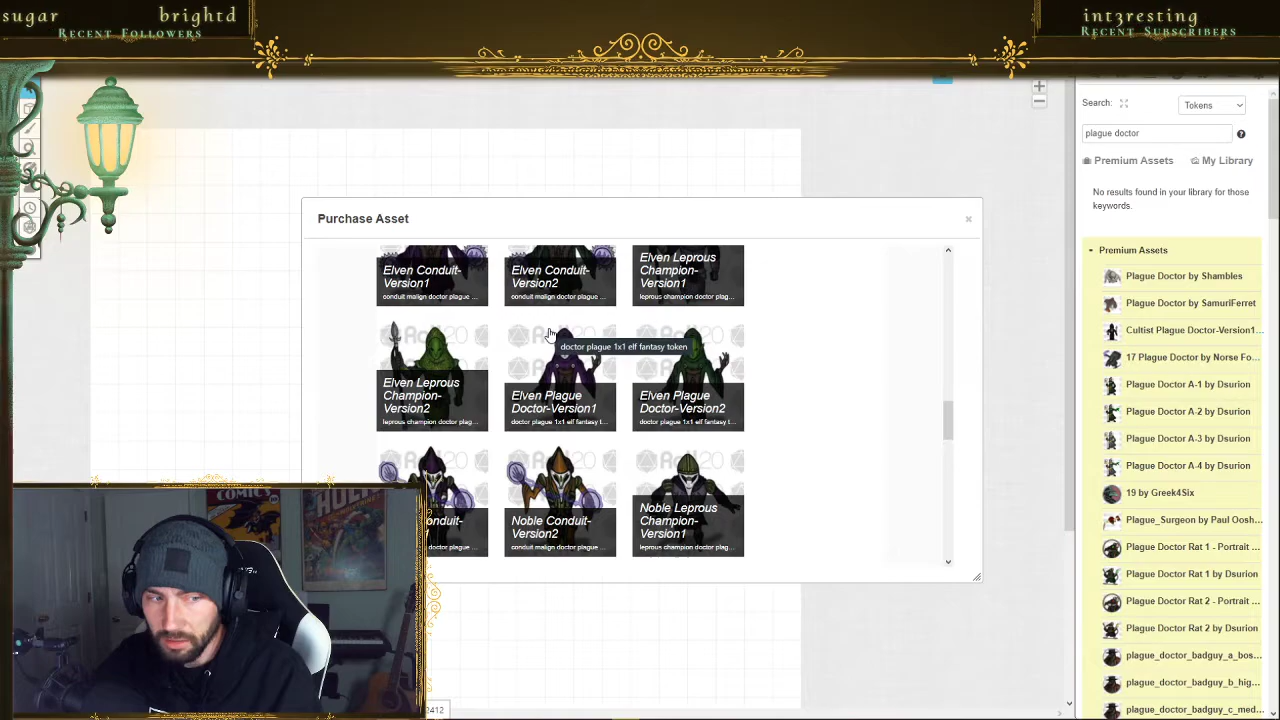 sugar brightd
Recent Followers
int3resting
Recent Subscribers
Search:
Tokens
plague doctor
Premium Assets My Library
No results found in your library for those
keywords.
Premium Assets
Plague Doctor by Shambles
Plague Doctor by SamuriFerret
Cultist Plague Doctor-Version1...
17 Plague Doctor by Norse Fo...
Plague Doctor A-1 by Dsurion
Plague Doctor A-2 by Dsurion
Plague Doctor A-3 by Dsurion
Plague Doctor A-4 by Dsurion
19 by Greek4Six
Plague_Surgeon by Paul Oosh...
Plague Doctor Rat 1 - Portrait ...
Plague Doctor Rat 1 by Dsurion
Plague Doctor Rat 2 - Portrait ...
Plague Doctor Rat 2 by Dsurion
plague_doctor_badguy_a_bos...
plague_doctor_badguy_b_hig...
plague_doctor_badguy_c_med...
Purchase Asset
Elven Conduit-
Version1
conduit malign doctor plague ...
Elven Conduit-
Version2
conduit malign doctor plague ...
Elven Leprous
Champion-
Version1
leprous champion doctor plag...
Elven Leprous
Champion-
Version2
leprous champion doctor plag...
doctor plague 1x1 elf fantasy token
Elven Plague
Doctor-Version1
doctor plague 1x1 elf fantasy t...
Elven Plague
Doctor-Version2
doctor plague 1x1 elf fantasy t...
Noble Conduit-
Version2
conduit malign doctor plague ...
Noble Leprous
Champion-
Version1
leprous champion doctor plag...
COMIC
2412